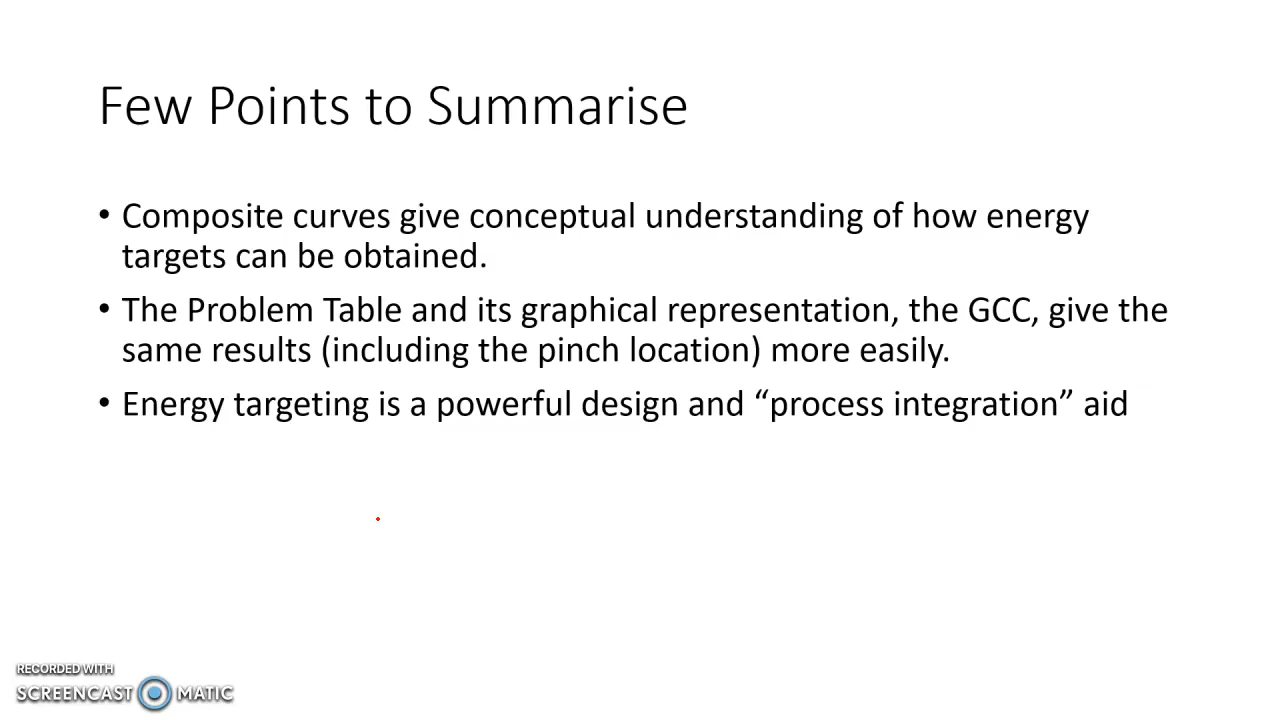 Few Points to Summarise
• Composite curves give conceptual understanding of how energy
targets can be obtained.
• The Problem Table and its graphical representation, the GCC, give the
same results (including the pinch location) more easily.
• Energy targeting is a powerful design and “process integration” aid
RECORDED WITH
SCREENCAST MATIC